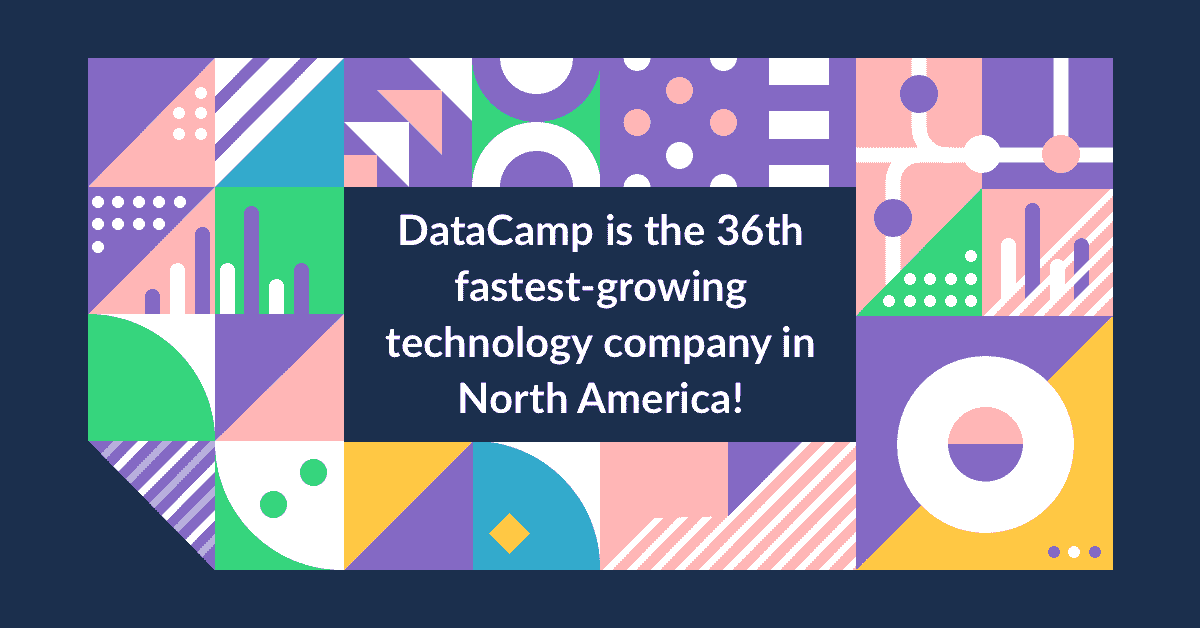 DataCamp is the 36th
fastest-growing
technology company in
North America!